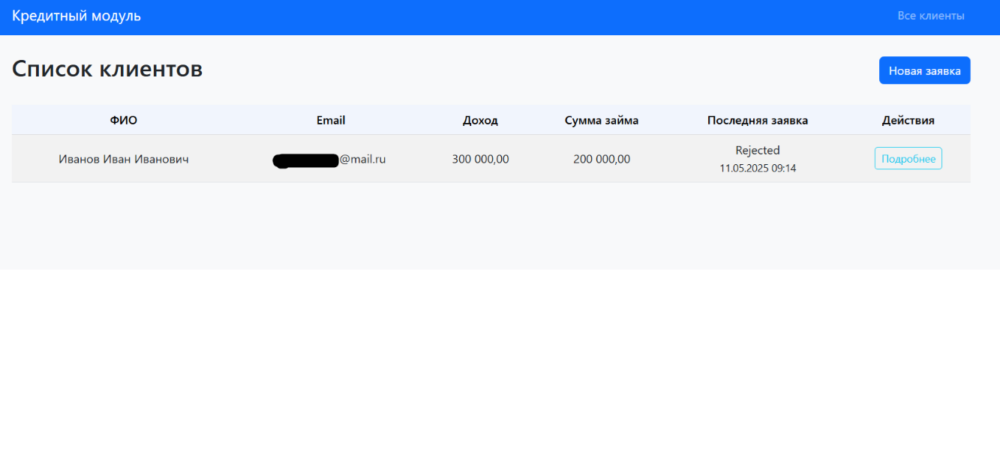 Кредитный модуль
Все клиенты
Список клиентов
Новая заявка
ФИО Email Доход Сумма займа Последняя заявка Действия
Иванов Иван Иванович @mail.ru 300 000,00 200 000,00 Rejected Подробнее
11.05.2025 09:14